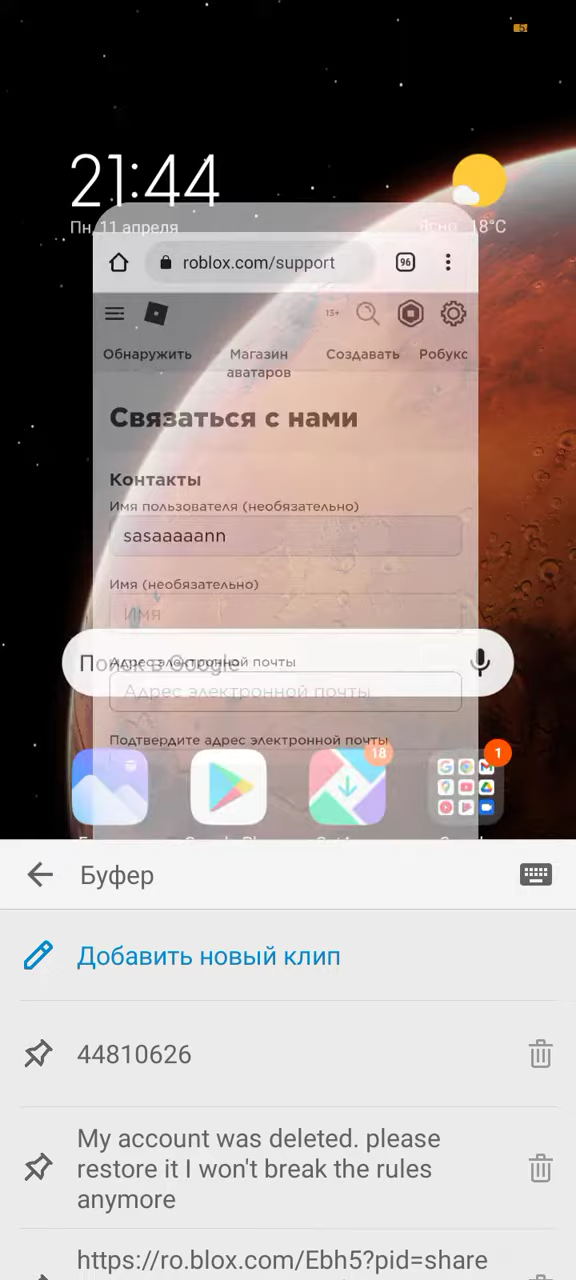 21:44
Пн, 11 апреля
Ясно 18°C
96
roblox.com/support
13+
Обнаружить
Магазин аватаров
Создавать
Робукс
Связаться с нами
Контакты
Имя пользователя (необязательно)
sasaaaaann
Имя (необязательно)
Имя
Поиск в Google
Адрес электронной почты
Адрес электронной почты
Подтвердите адрес электронной почты
18
1
Буфер
Добавить новый клип
44810626
My account was deleted. please
restore it I won't break the rules
anymore
https://ro.blox.com/Ebh5?pid=share